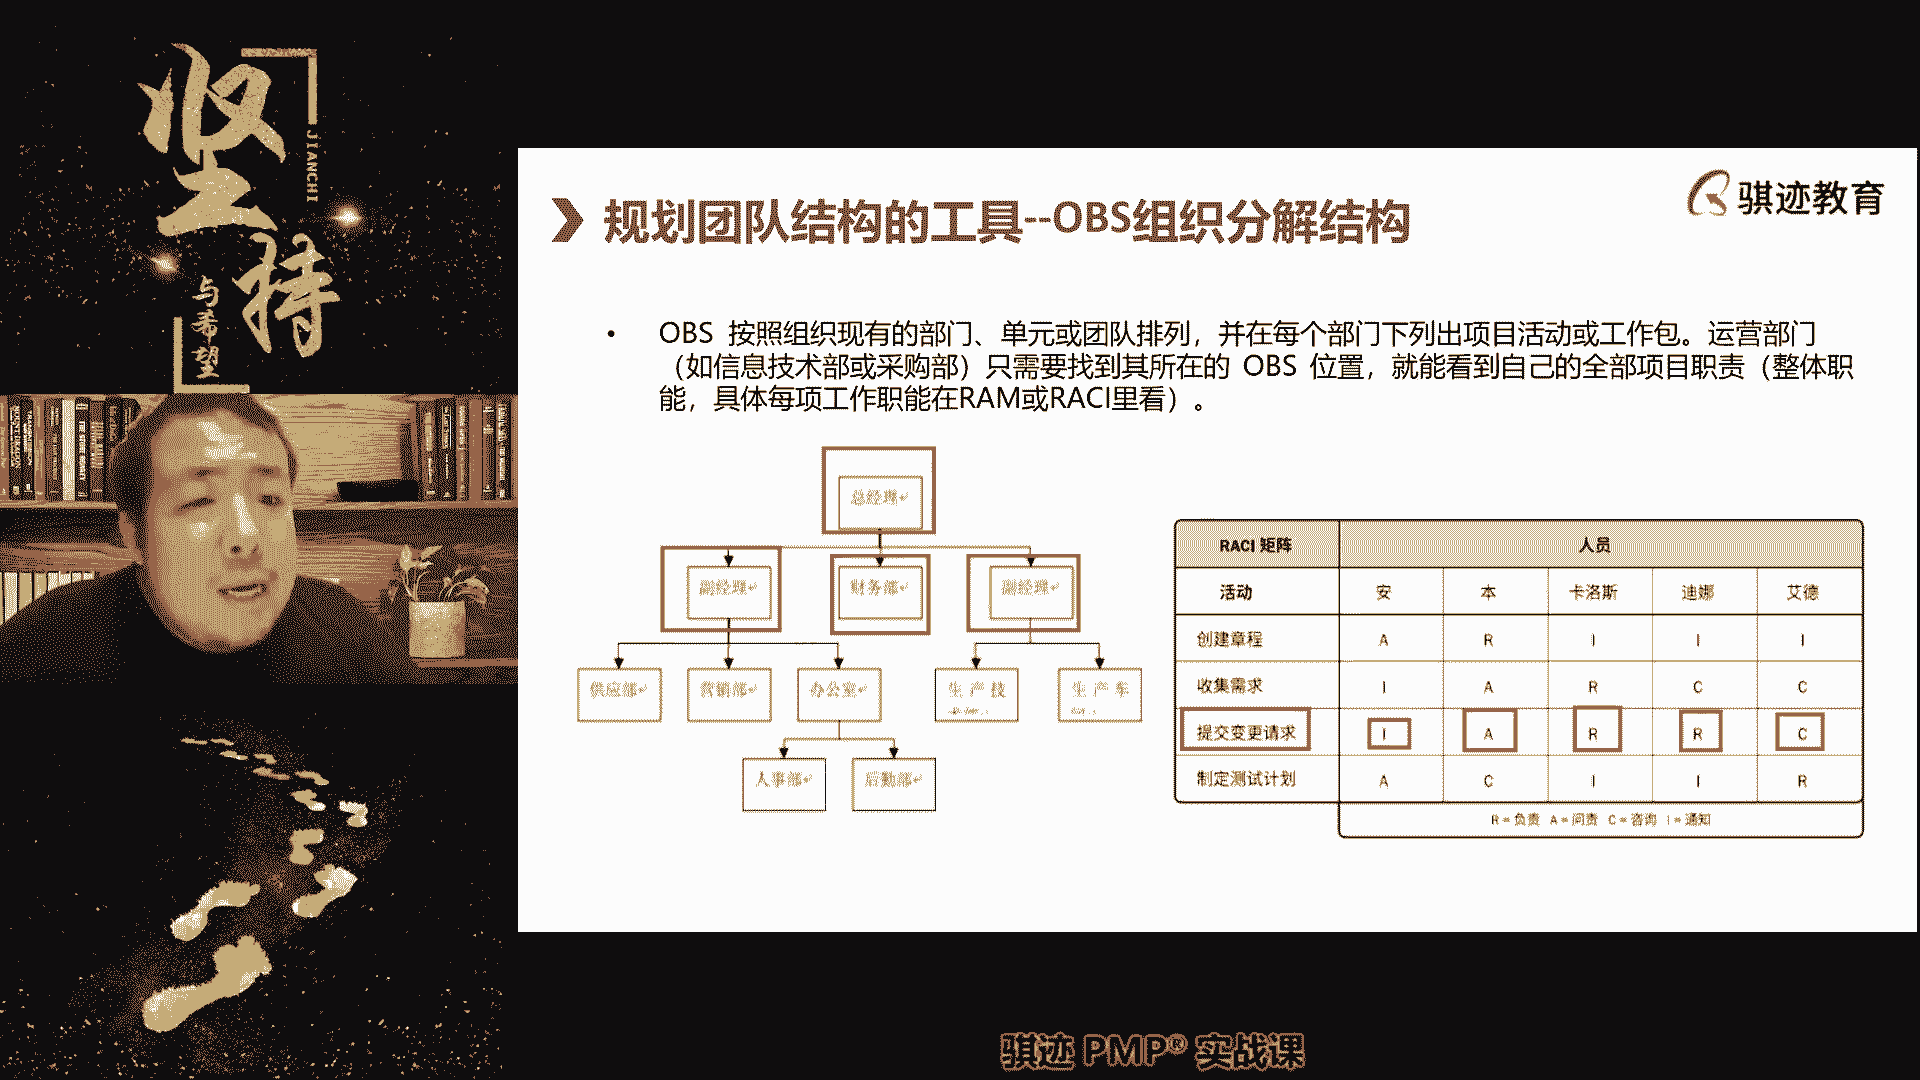 坚持
JIANCHI
与希望
骐迹教育
规划团队结构的工具--OBS组织分解结构
• OBS 按照组织现有的部门、单元或团队排列，并在每个部门下列出项目活动或工作包。运营部门
（如信息技术部或采购部）只需要找到其所在的 OBS 位置，就能看到自己的全部项目职责（整体职
能，具体每项工作职能在RAM或RACI里看）。
总经理
副经理 财务部 副经理
供应部 营销部 办公室 生产技 生产车
人事部 后勤部
RACI 矩阵 人员
活动 安 本 卡洛斯 迪娜 艾德
创建章程 A R I I I
收集需求 I A R C C
提交变更请求 I A R R C
制定测试计划 A C I I R
R = 负责 A = 问责 C = 咨询 I = 通知
骐迹 PMP® 实战课